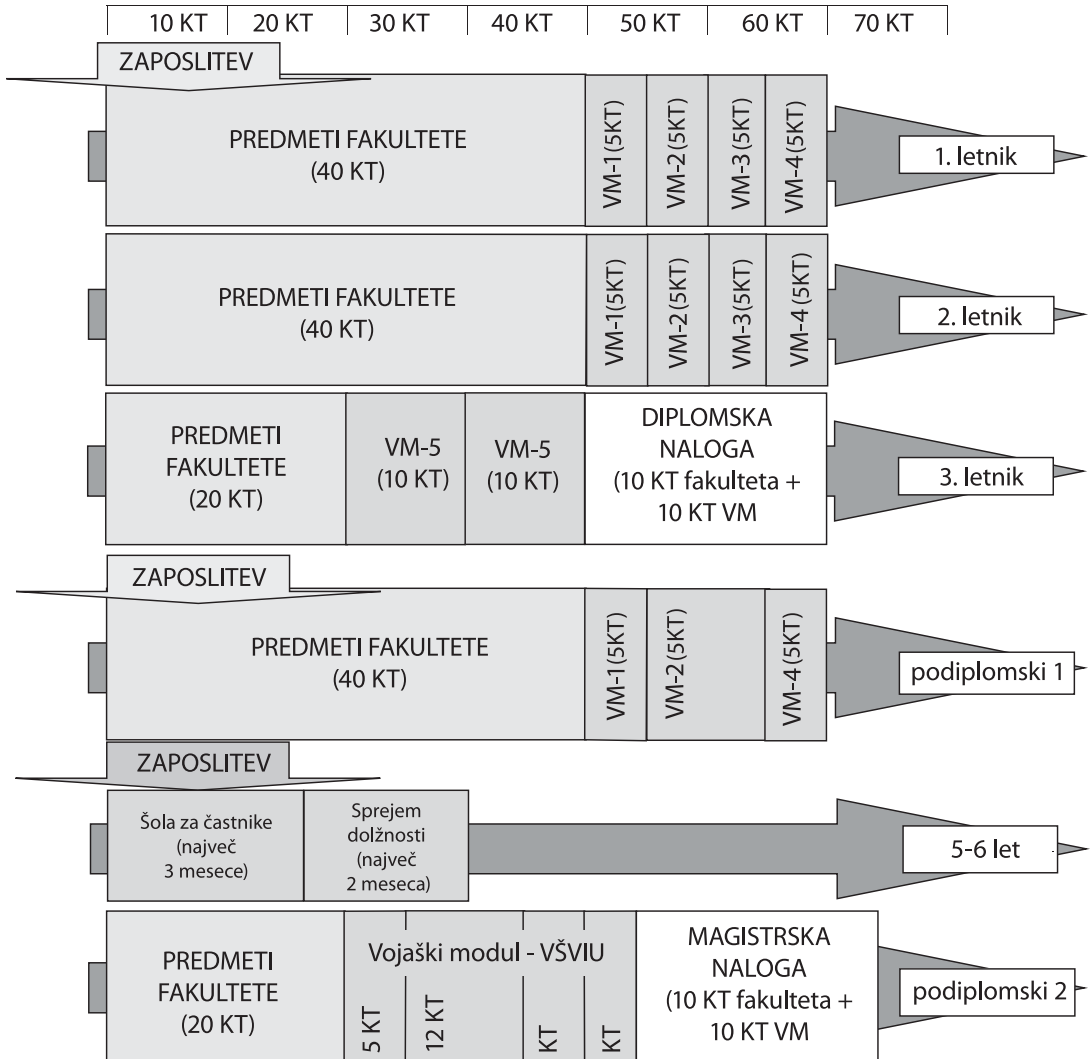 10 KT 20 KT 30 KT 40 KT 50 KT 60 KT 70 KT
ZAPOSLITEV
PREDMETI FAKULTETE
(40 KT)
VM-1(5KT)
VM-2(5KT)
VM-3(5KT)
VM-4(5KT)
1. letnik
PREDMETI FAKULTETE
(40 KT)
VM-1(5KT)
VM-2(5KT)
VM-3(5KT)
VM-4 (5KT)
2. letnik
PREDMETI
FAKULTETE
(20 KT)
VM-5
(10 KT)
VM-5
(10 KT)
DIPLOMSKA
NALOGA
(10 KT fakulteta +
10 KT VM
3. letnik
ZAPOSLITEV
PREDMETI FAKULTETE
(40 KT)
VM-1(5KT)
VM-2(5KT)
VM-4(5KT)
podiplomski 1
ZAPOSLITEV
Šola za častnike
(največ
3 mesece)
Sprejem
dolžnosti
(največ
2 meseca)
5-6 let
PREDMETI
FAKULTETE
(20 KT)
Vojaški modul - VŠVIU
5 KT
12 KT
KT
KT
MAGISTRSKA
NALOGA
(10 KT fakulteta +
10 KT VM
podiplomski 2